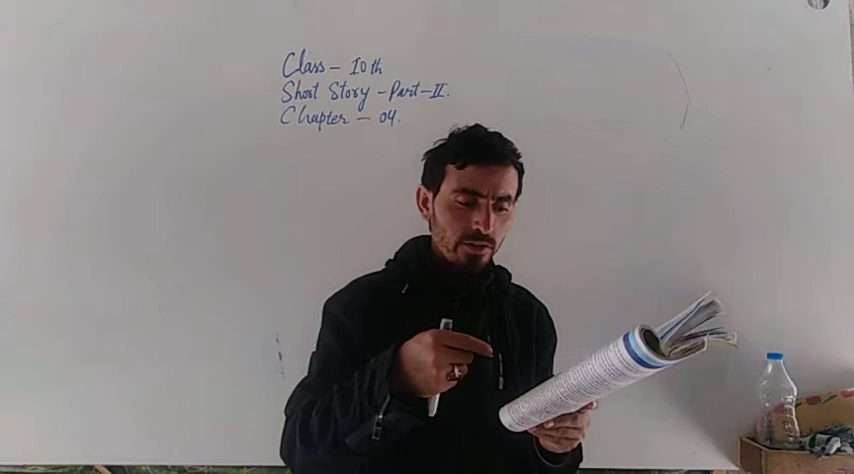 Class - 10th
Short Story - Part - II.
Chapter - 04.